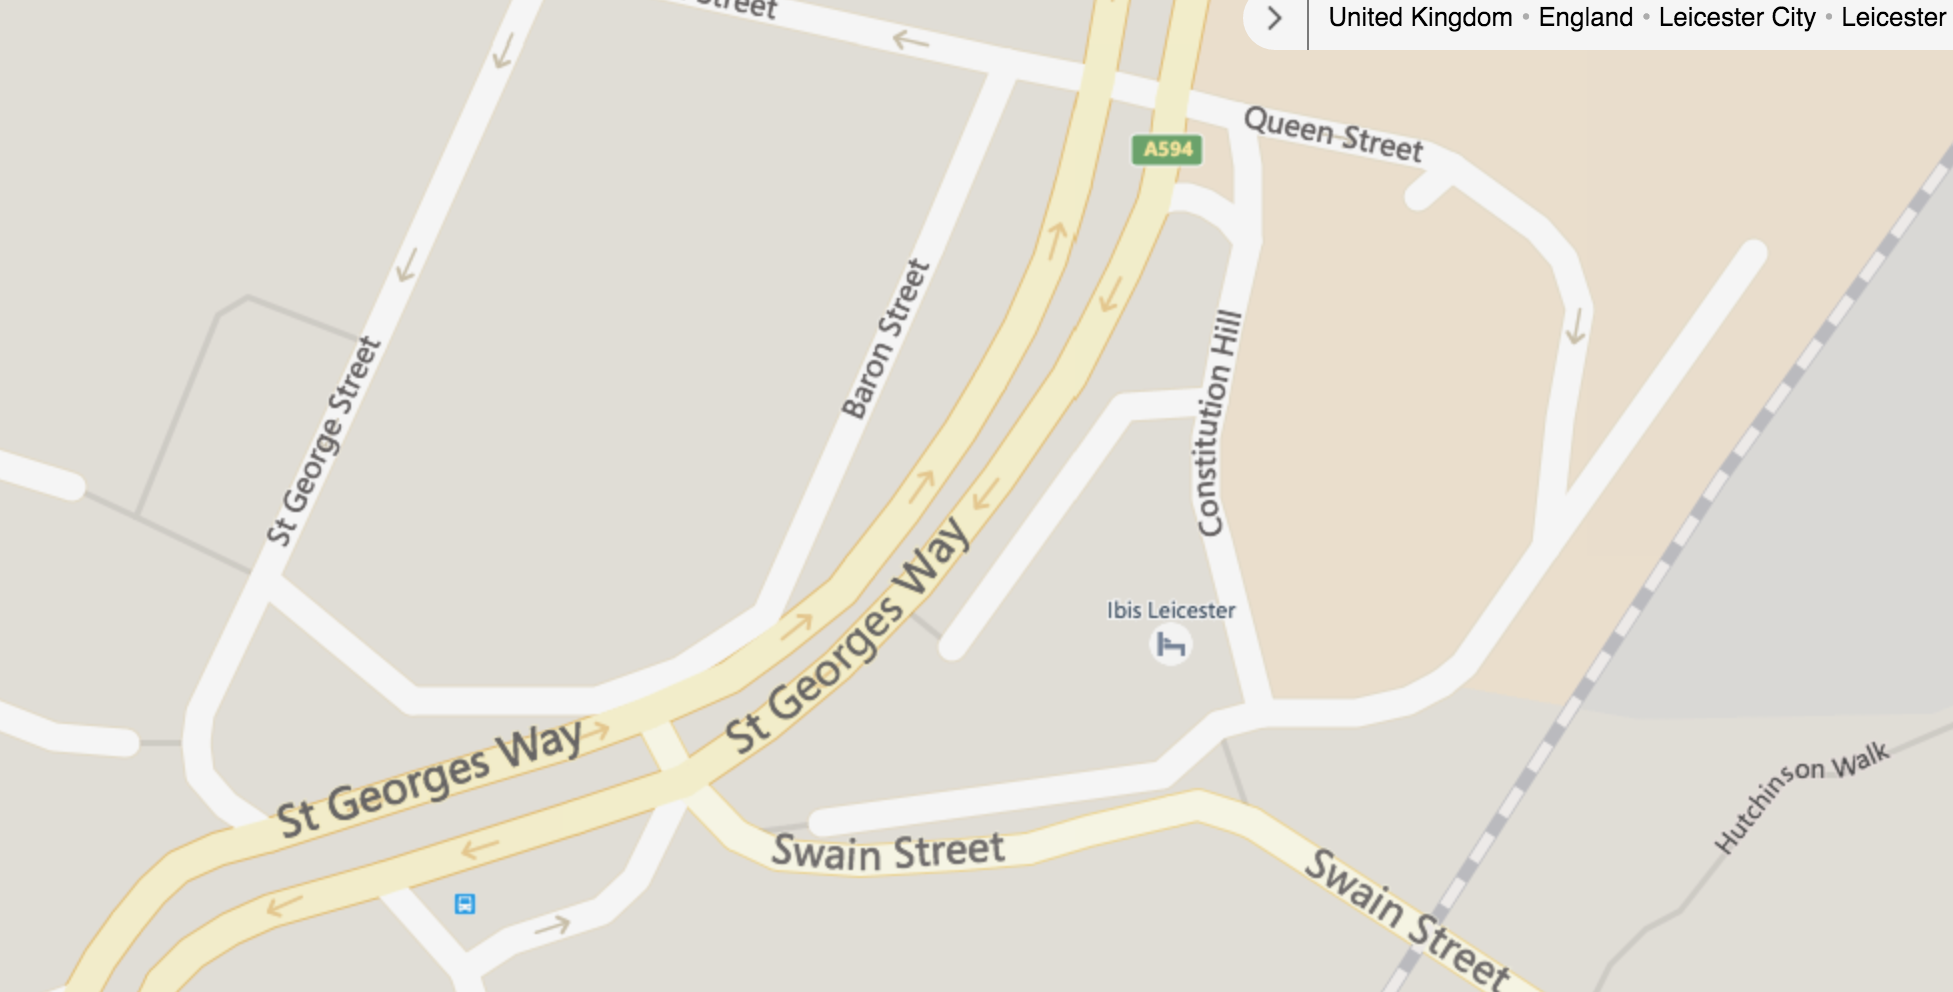 United Kingdom • England • Leicester City • Leicester
Street
Queen Street
A594
Baron Street
St George Street
Constitution Hill
St Georges Way
Ibis Leicester
St Georges Way
Swain Street
Hutchinson Walk
Swain Street